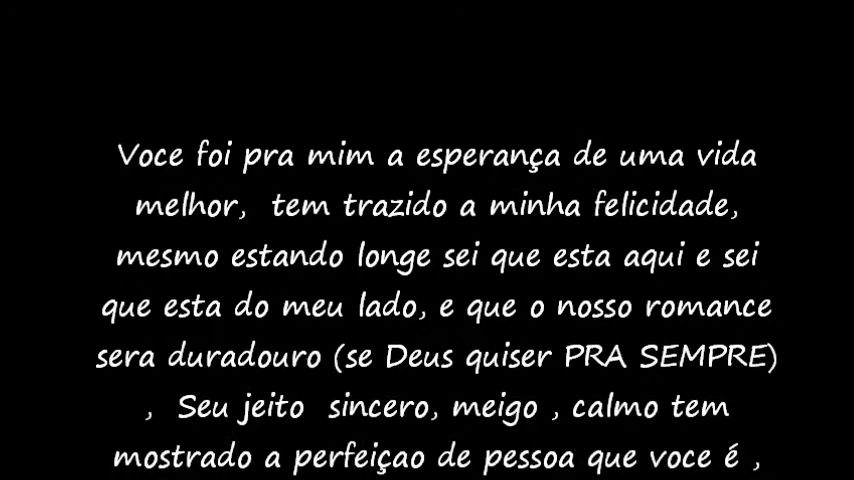 Voce foi pra mim a esperança de uma vida
melhor, tem trazido a minha felicidade,
mesmo estando longe sei que esta aqui e sei
que esta do meu lado, e que o nosso romance
sera duradouro (se Deus quiser PRA SEMPRE)
, Seu jeito sincero, meigo , calmo tem
mostrado a perfeiçao de pessoa que voce é ,